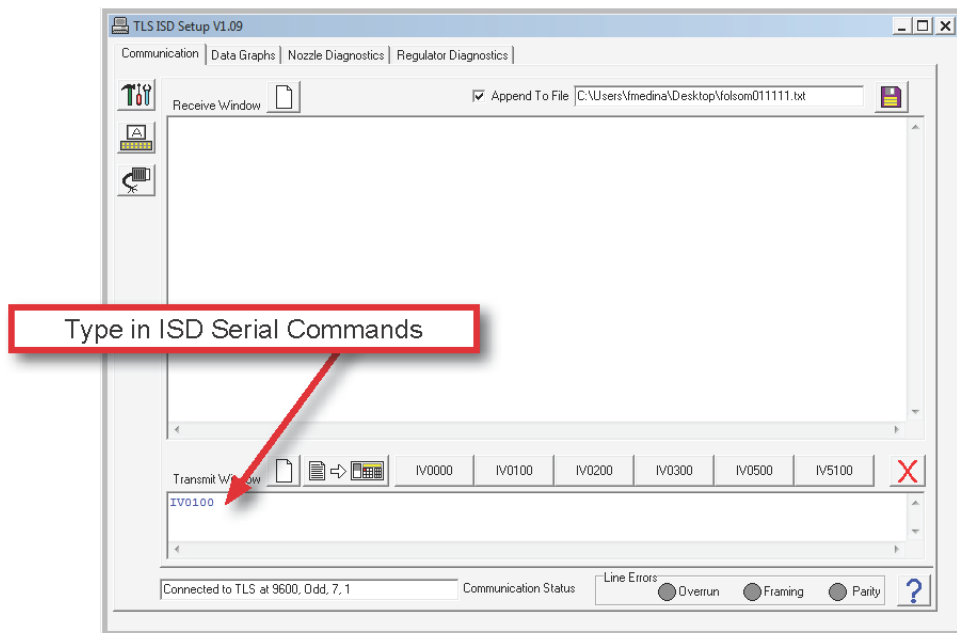 TLS ISD Setup V1.09
Communication Data Graphs Nozzle Diagnostics Regulator Diagnostics
Receive Window Append To File C:\Users\fmedina\Desktop\folsom011111.txt
A
Type in ISD Serial Commands
Transmit Window IV0000 IV0100 IV0200 IV0300 IV0500 IV5100 X
IV0100
Connected to TLS at 9600, Odd, 7, 1 Communication Status Line Errors Overrun Framing Parity ?